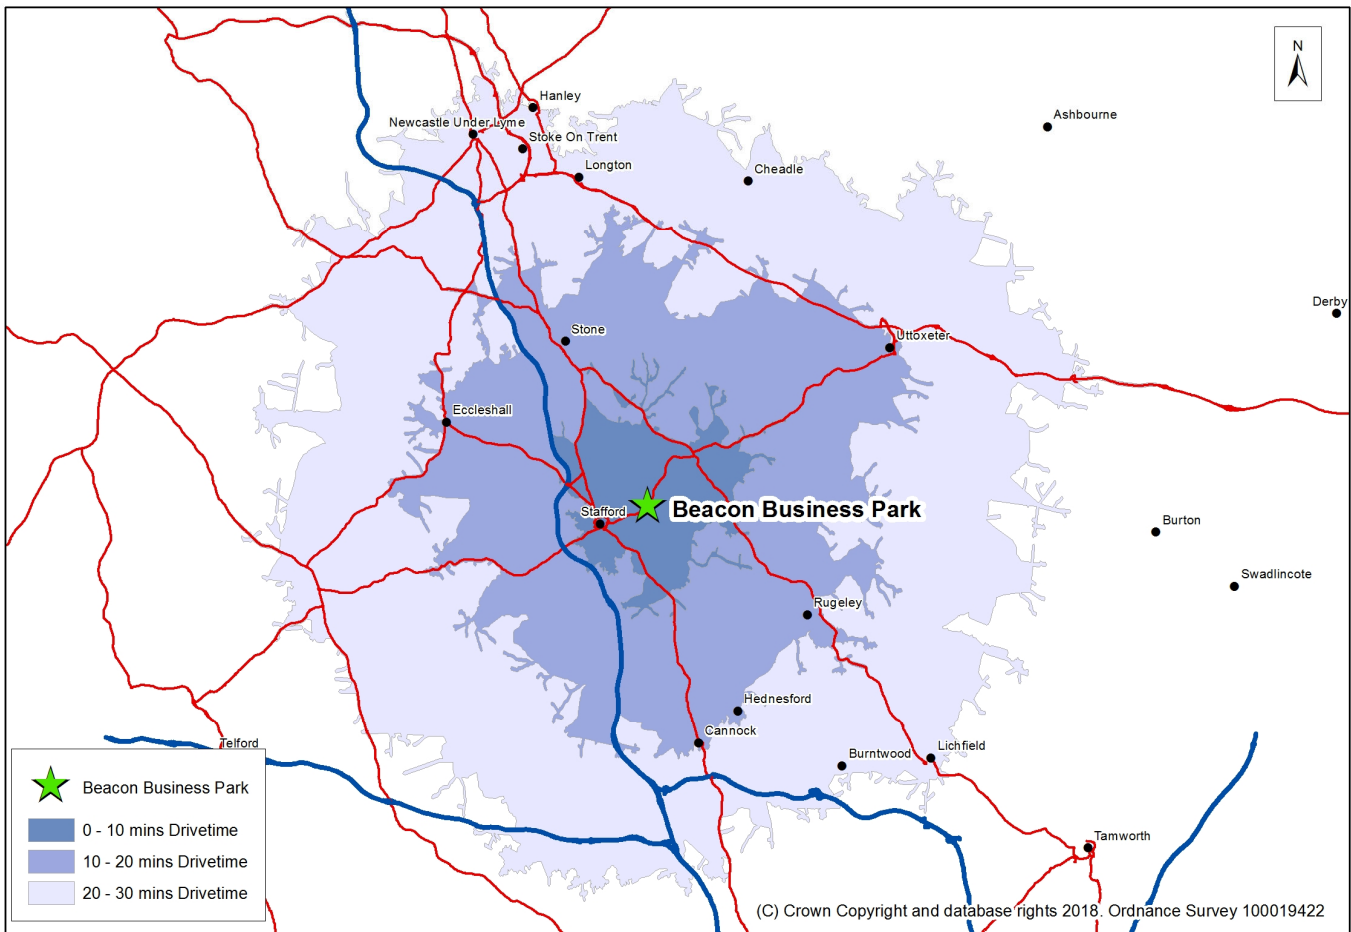 N
Hanley
Ashbourne
Newcastle Under Lyme
Stoke On Trent
Longton
Cheadle
Derby
Stone
Uttoxeter
Eccleshall
Stafford
Beacon Business Park
Burton
Swadlincote
Rugeley
Hednesford
Cannock
Telford
Burntwood
Lichfield
Tamworth
Beacon Business Park
0 - 10 mins Drivetime
10 - 20 mins Drivetime
20 - 30 mins Drivetime
(C) Crown Copyright and database rights 2018. Ordnance Survey 100019422